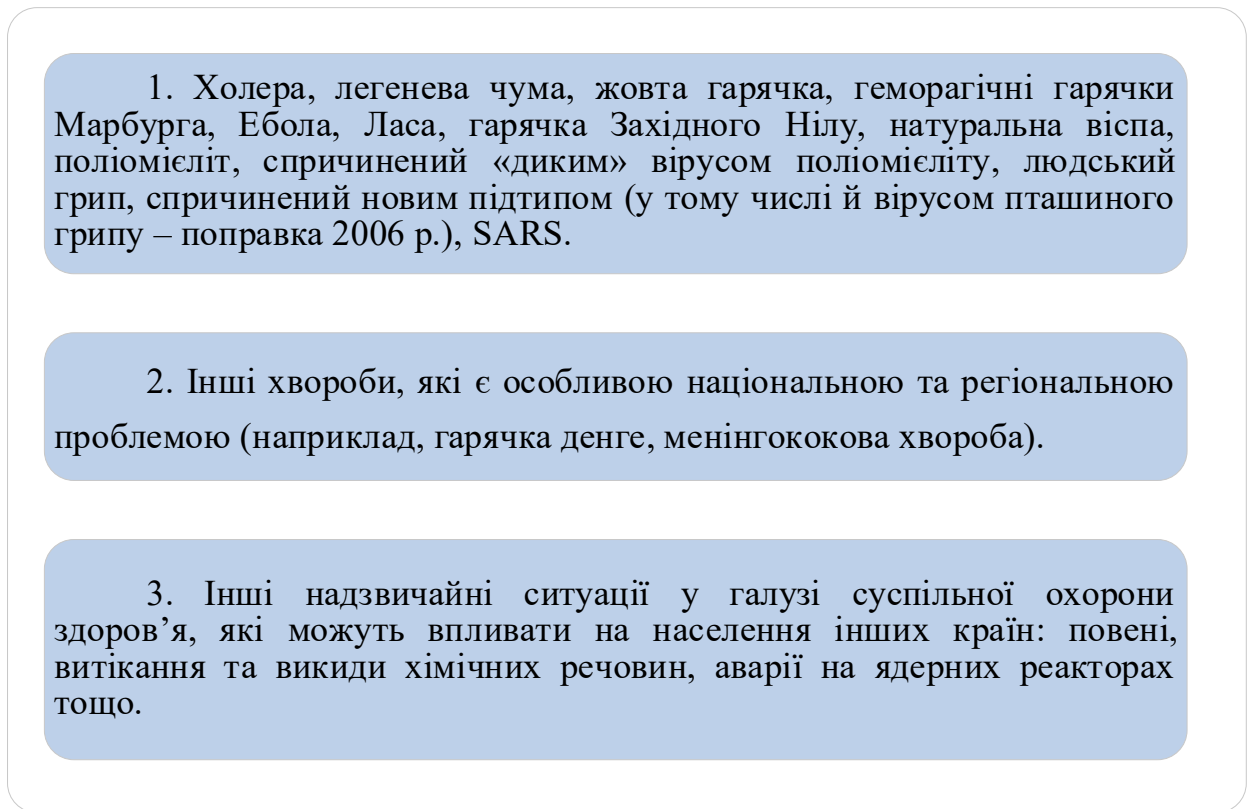 1. Холера, легенева чума, жовта гарячка, геморагічні гарячки
Марбурга, Ебола, Ласа, гарячка Західного Нілу, натуральна віспа,
поліомієліт, спричинений «диким» вірусом поліомієліту, людський
грип, спричинений новим підтипом (у тому числі й вірусом пташиного
грипу – поправка 2006 р.), SARS.
2. Інші хвороби, які є особливою національною та регіональною
проблемою (наприклад, гарячка денге, менінгококова хвороба).
3. Інші надзвичайні ситуації у галузі суспільної охорони
здоров’я, які можуть впливати на населення інших країн: повені,
витікання та викиди хімічних речовин, аварії на ядерних реакторах
тощо.